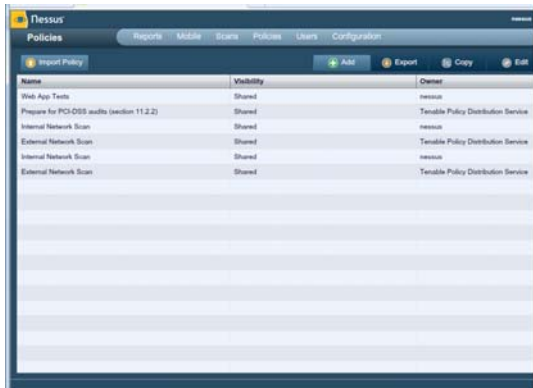 Nessus
nessus
Policies Reports Mobile Scans Policies Users Configuration
Import Policy Add Export Copy Edit
Name Visibility Owner
Web App Tests Shared nessus
Prepare for PCI-DSS audits (section 11.2.2) Shared Tenable Policy Distribution Service
Internal Network Scan Shared nessus
External Network Scan Shared Tenable Policy Distribution Service
Internal Network Scan Shared nessus
External Network Scan Shared Tenable Policy Distribution Service